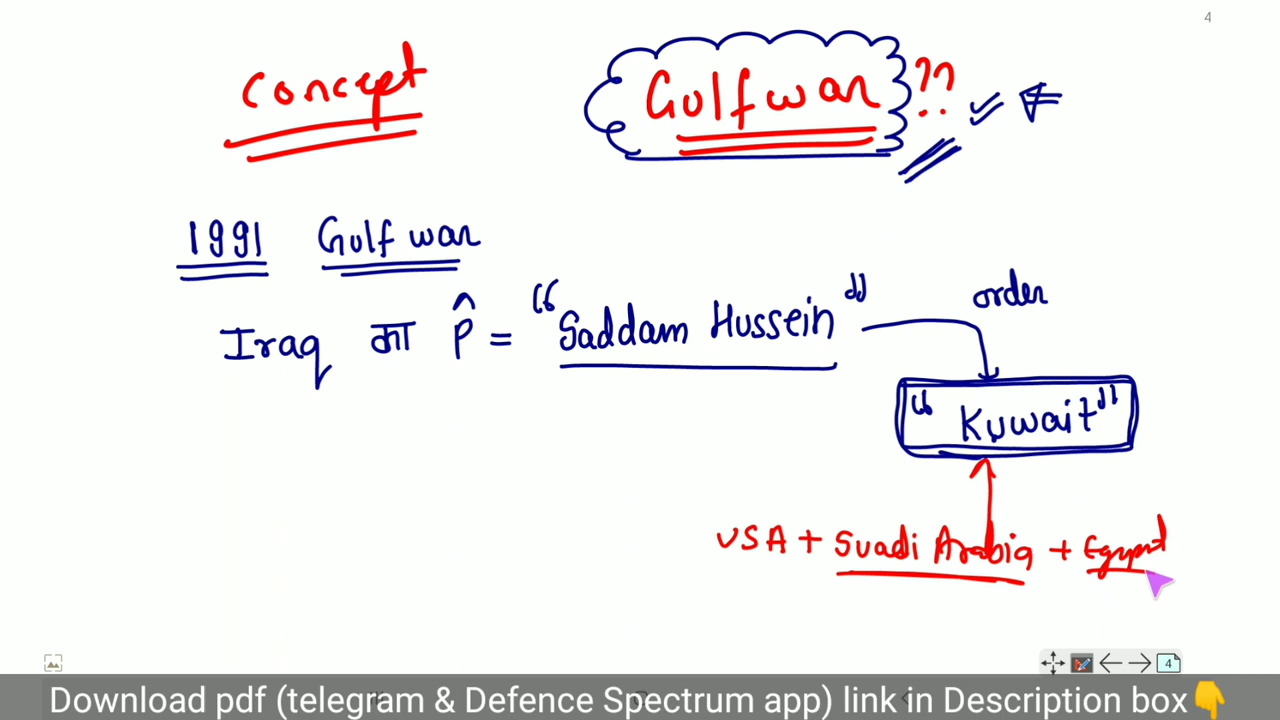 4
Concept Gulf war ??
1991 Gulf war
order
Iraq का P̂ = "Saddam Hussein"
"Kuwait"
USA + Suadi Arabia + Egypt
4
Download pdf (telegram & Defence Spectrum app) link in Description box👇